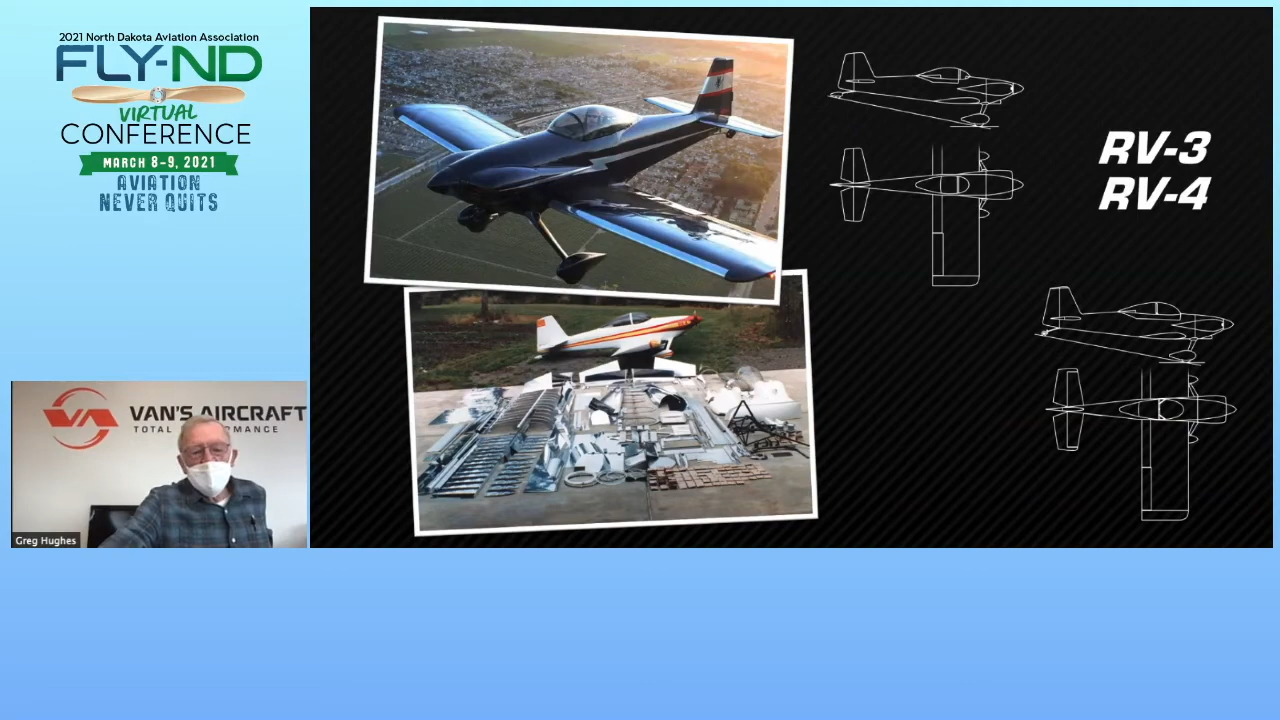 2021 North Dakota Aviation Association
FLY-ND
VIRTUAL
CONFERENCE
MARCH 8-9, 2021
AVIATION
NEVER QUITS
RV-3
RV-4
VAN'S AIRCRAFT
TOTAL
Greg Hughes